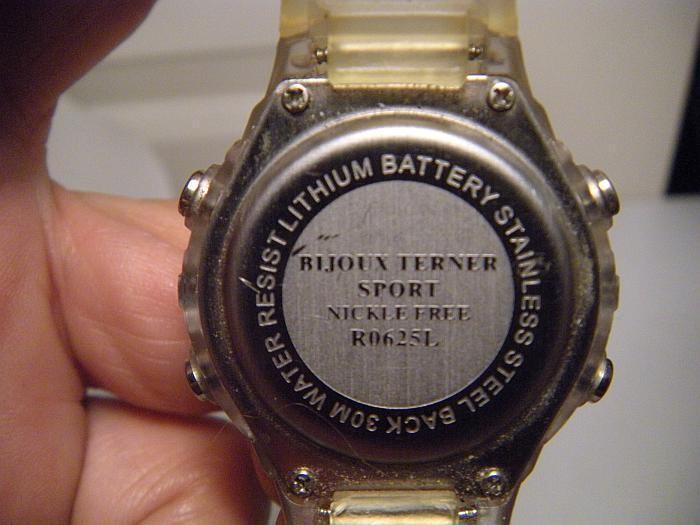 LITHIUM BATTERY STAINLESS STEEL BACK 30M WATER RESIST
BIJOUX TERNER
SPORT
NICKLE FREE
R0625L